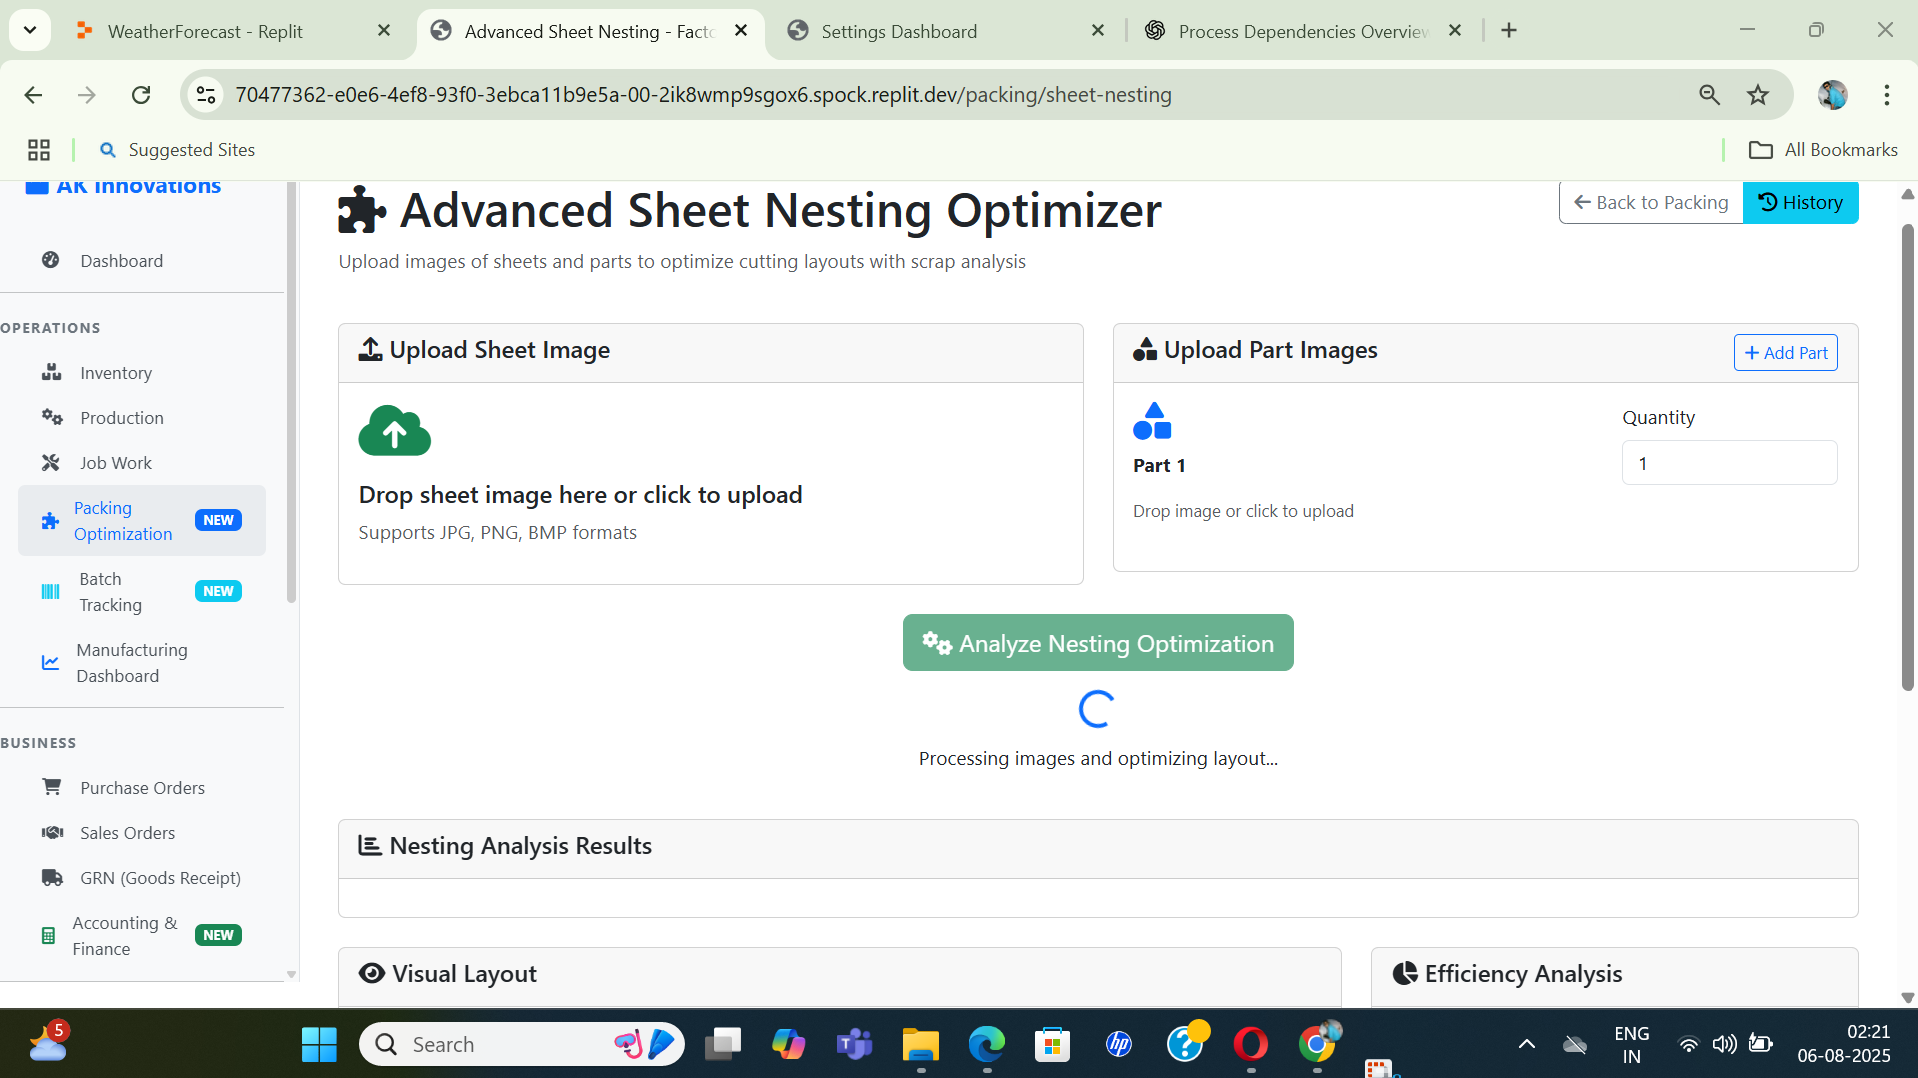 WeatherForecast - Replit
Advanced Sheet Nesting - Facto
Settings Dashboard
Process Dependencies Overview
70477362-e0e6-4ef8-93f0-3ebca11b9e5a-00-2ik8wmp9sgox6.spock.replit.dev/packing/sheet-nesting
Suggested Sites
All Bookmarks
AK Innovations
Dashboard
OPERATIONS
Inventory
Production
Job Work
Packing
Optimization
NEW
Batch
Tracking
NEW
Manufacturing
Dashboard
BUSINESS
Purchase Orders
Sales Orders
GRN (Goods Receipt)
Accounting &
Finance
NEW
Advanced Sheet Nesting Optimizer
Back to Packing
History
Upload images of sheets and parts to optimize cutting layouts with scrap analysis
Upload Sheet Image
Drop sheet image here or click to upload
Supports JPG, PNG, BMP formats
Upload Part Images
+ Add Part
Part 1
Drop image or click to upload
Quantity
1
Analyze Nesting Optimization
Processing images and optimizing layout...
Nesting Analysis Results
Visual Layout
Efficiency Analysis
5
Search
T
hp
?
ENG
IN
02:21
06-08-2025